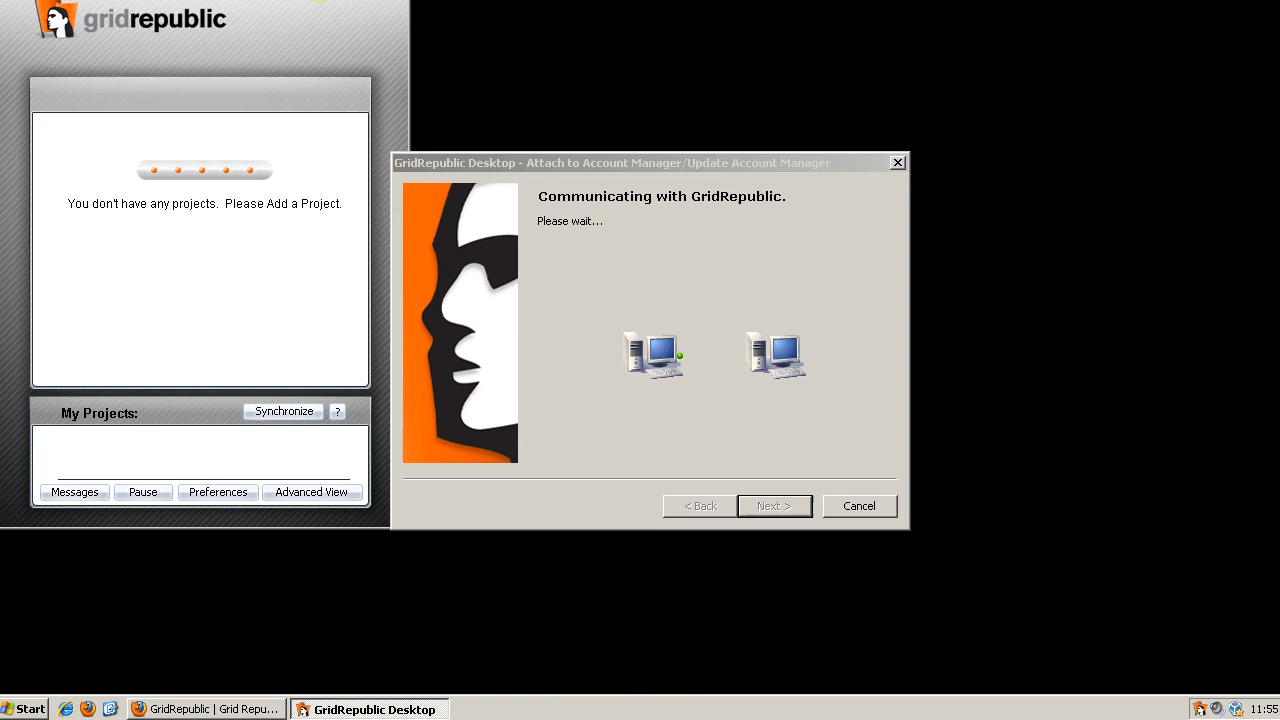 gridrepublic
You don't have any projects.  Please Add a Project.
My Projects:
Synchronize
?
Messages
Pause
Preferences
Advanced View
GridRepublic Desktop - Attach to Account Manager/Update Account Manager
Communicating with GridRepublic.
Please wait...
< Back
Next >
Cancel
Start
GridRepublic | Grid Repu...
GridRepublic Desktop
11:55